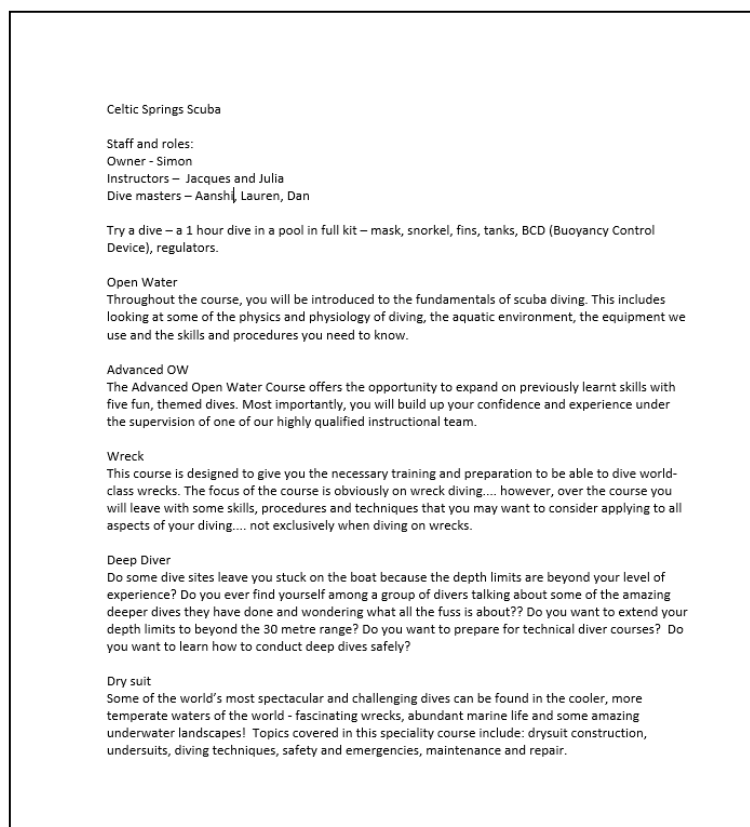 Celtic Springs Scuba
Staff and roles:
Owner - Simon
Instructors –  Jacques and Julia
Dive masters – Aanshi, Lauren, Dan
Try a dive – a 1 hour dive in a pool in full kit – mask, snorkel, fins, tanks, BCD (Buoyancy Control
Device), regulators.
Open Water
Throughout the course, you will be introduced to the fundamentals of scuba diving. This includes
looking at some of the physics and physiology of diving, the aquatic environment, the equipment we
use and the skills and procedures you need to know.
Advanced OW
The Advanced Open Water Course offers the opportunity to expand on previously learnt skills with
five fun, themed dives. Most importantly, you will build up your confidence and experience under
the supervision of one of our highly qualified instructional team.
Wreck
This course is designed to give you the necessary training and preparation to be able to dive world-
class wrecks. The focus of the course is obviously on wreck diving.... however, over the course you
will leave with some skills, procedures and techniques that you may want to consider applying to all
aspects of your diving.... not exclusively when diving on wrecks.
Deep Diver
Do some dive sites leave you stuck on the boat because the depth limits are beyond your level of
experience? Do you ever find yourself among a group of divers talking about some of the amazing
deeper dives they have done and wondering what all the fuss is about?? Do you want to extend your
depth limits to beyond the 30 metre range? Do you want to prepare for technical diver courses?  Do
you want to learn how to conduct deep dives safely?
Dry suit
Some of the world’s most spectacular and challenging dives can be found in the cooler, more
temperate waters of the world - fascinating wrecks, abundant marine life and some amazing
underwater landscapes!  Topics covered in this speciality course include: drysuit construction,
undersuits, diving techniques, safety and emergencies, maintenance and repair.